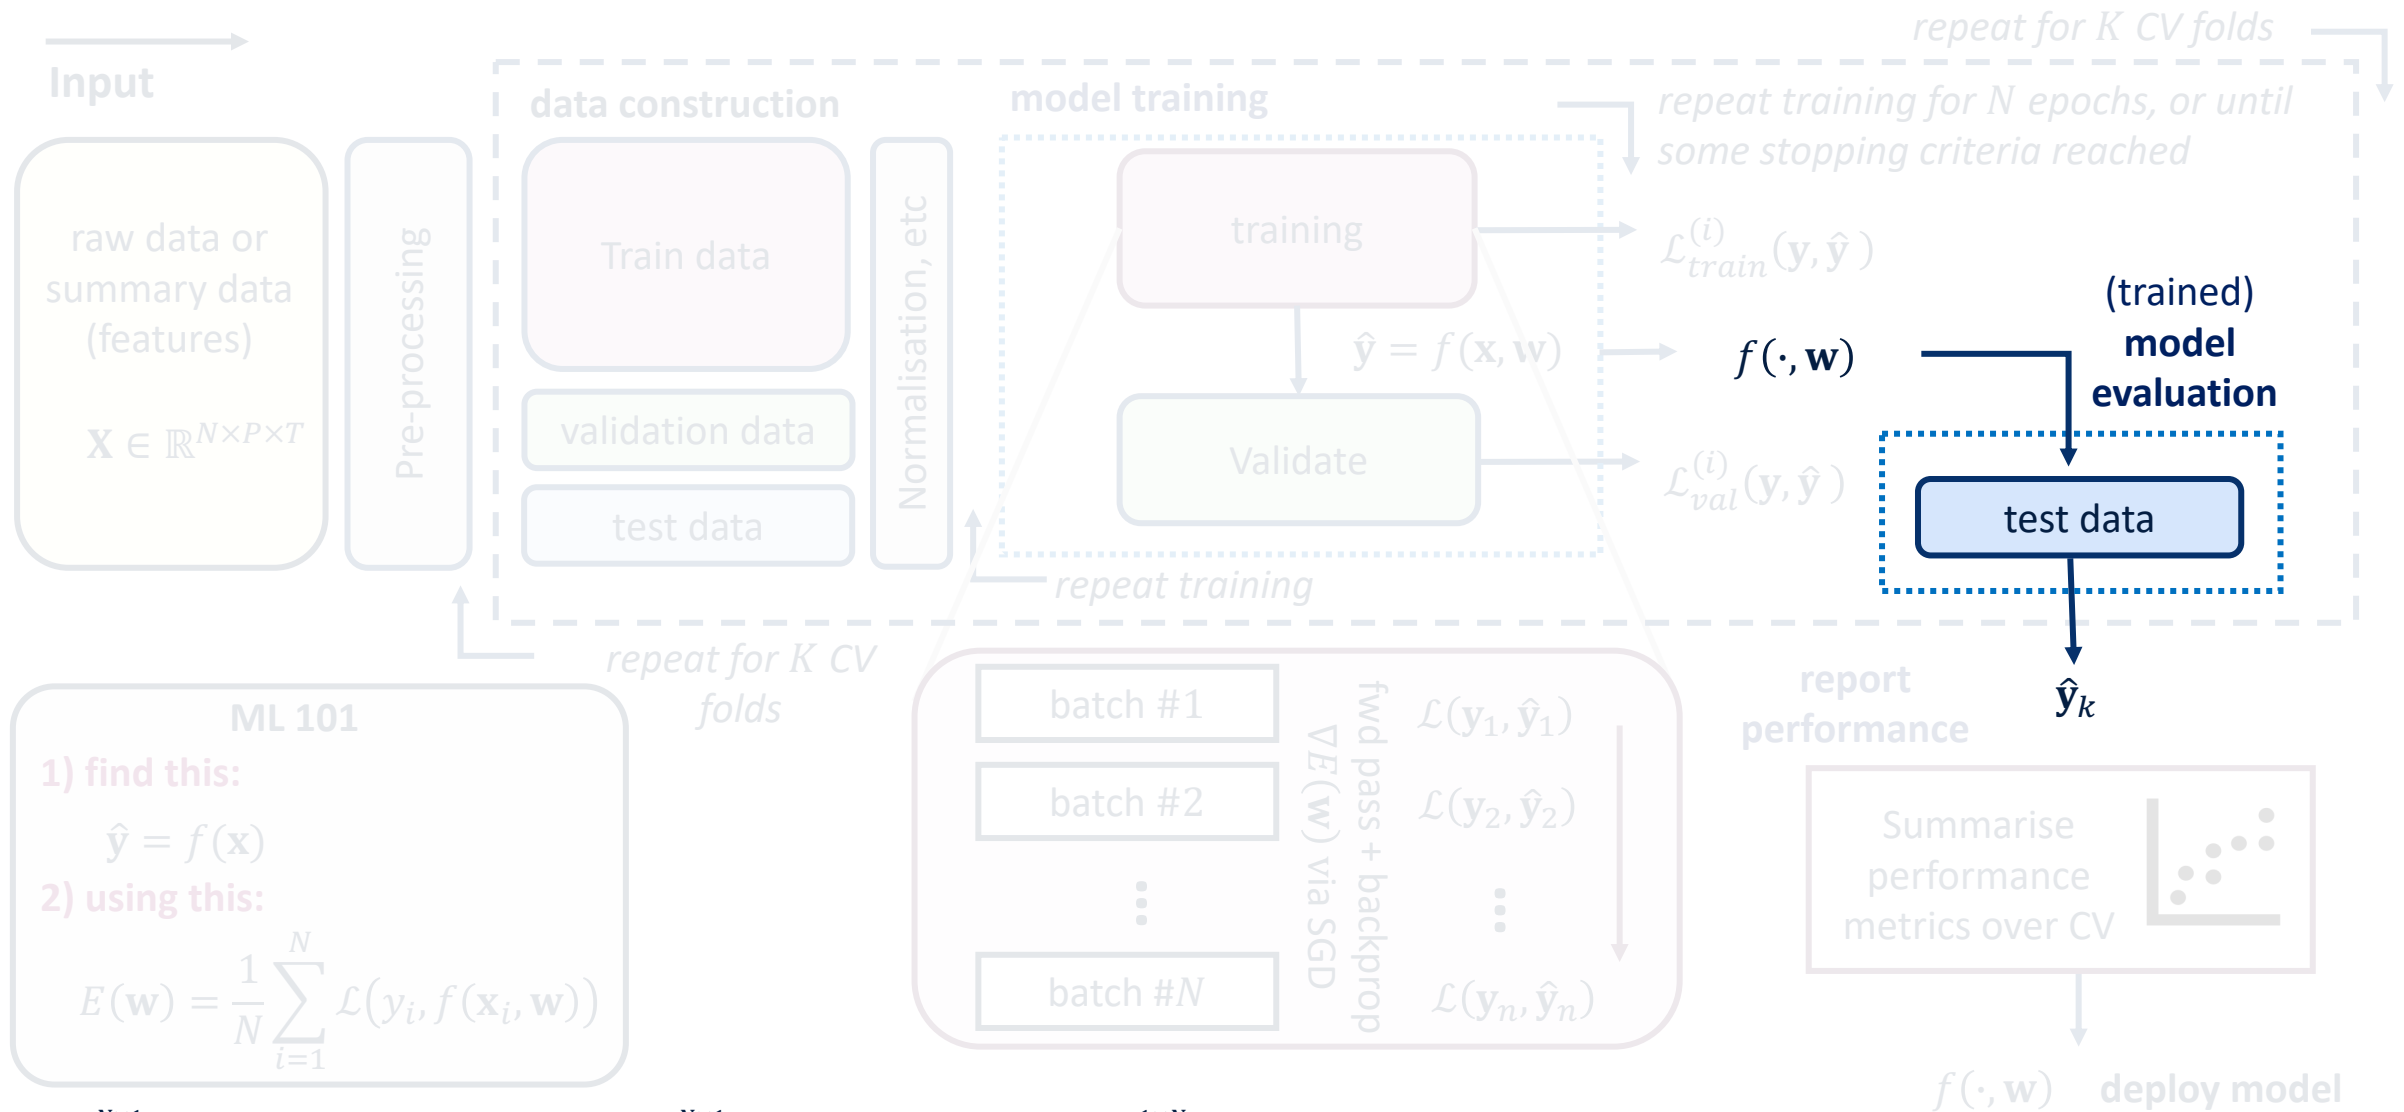 Input
raw data or
summary data
(features)
𝐗 ∈ ℝ^{N×P×T}
Pre-processing
data construction
Train data
validation data
test data
Normalisation, etc
model training
training
ŷ = f(𝐱, 𝐰)
Validate
repeat for K CV folds
repeat training for N epochs, or until
some stopping criteria reached
ℒ_{train}^{(i)}(𝐲, ŷ )
f(·, 𝐰)
ℒ_{val}^{(i)}(𝐲, ŷ )
(trained)
model
evaluation
test data
ŷ_k
repeat training
repeat for K CV
folds
ML 101
1) find this:
ŷ = f(𝐱)
2) using this:
E(𝐰) = \frac{1}{N} \sum_{i=1}^{N} ℒ(y_i, f(𝐱_i, 𝐰))
batch #1
batch #2
⋮
batch #N
fwd pass + backprop
∇E(𝐰) via SGD
ℒ(𝐲_1, ŷ_1)
ℒ(𝐲_2, ŷ_2)
⋮
ℒ(𝐲_n, ŷ_n)
report
performance
Summarise
performance
metrics over CV
f(·, 𝐰) deploy model